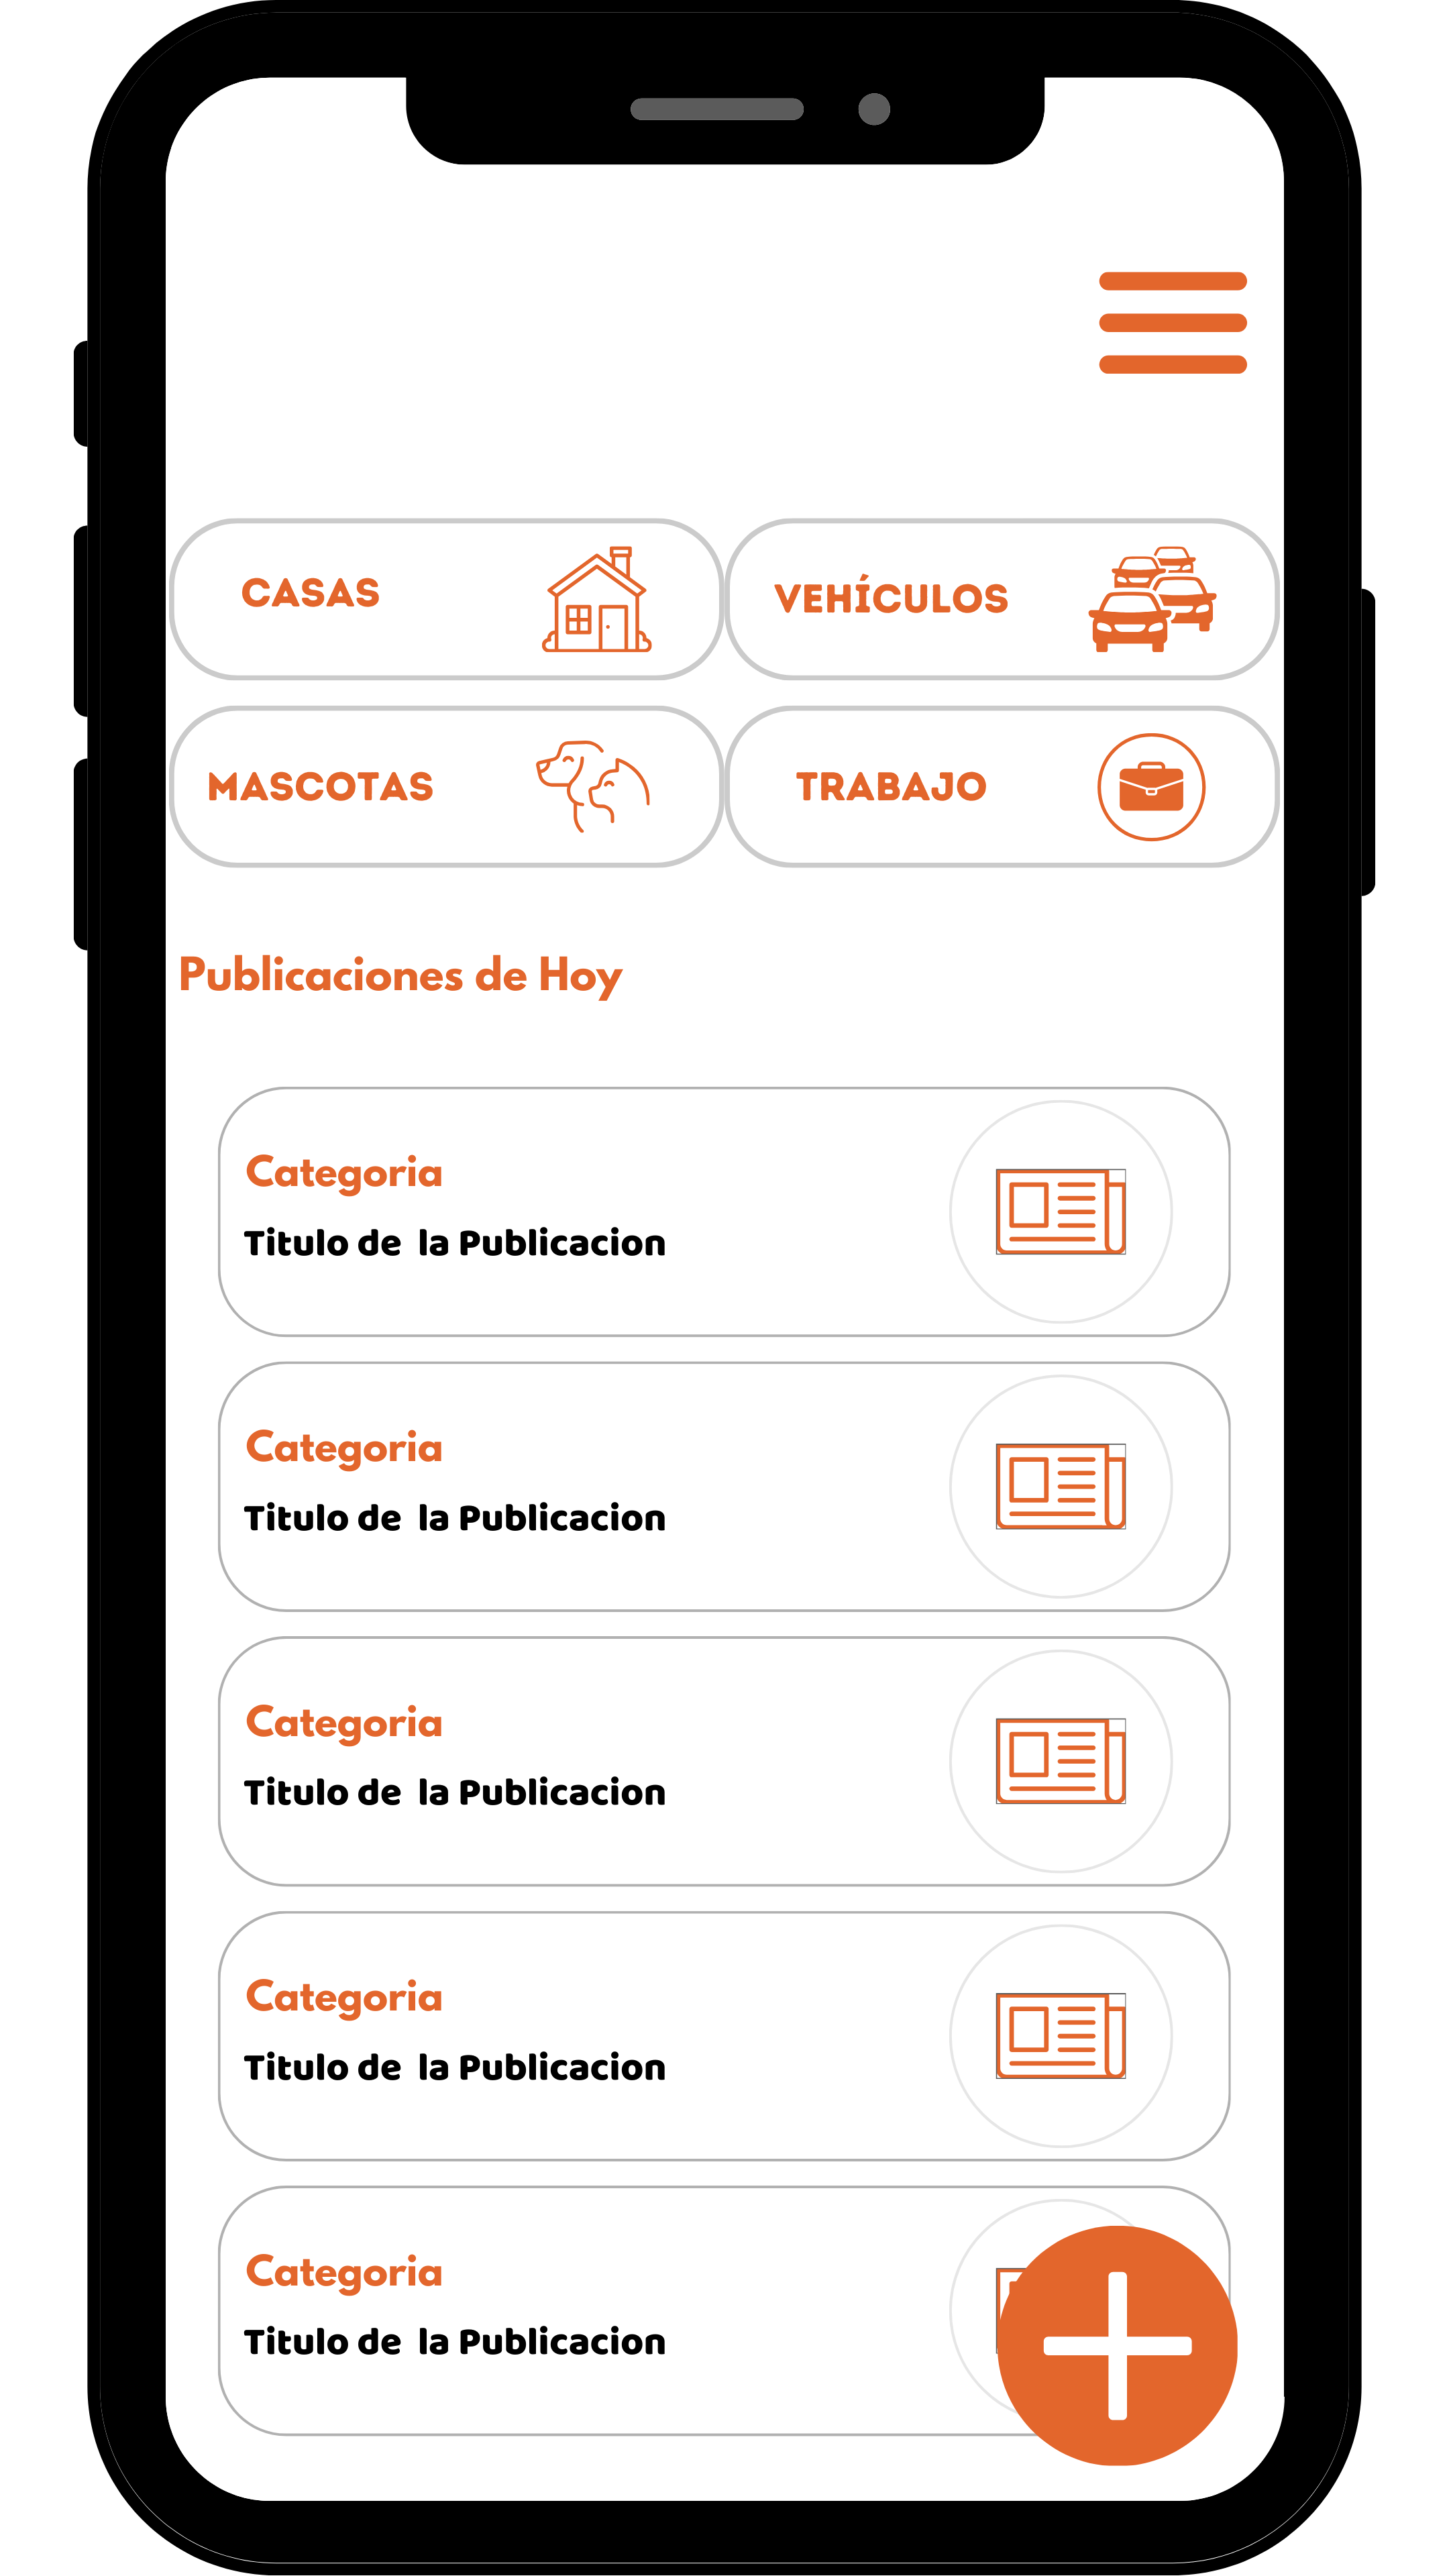 CASAS
VEHÍCULOS
MASCOTAS
TRABAJO
Publicaciones de Hoy
Categoria
Titulo de  la Publicacion
Categoria
Titulo de  la Publicacion
Categoria
Titulo de  la Publicacion
Categoria
Titulo de  la Publicacion
Categoria
Titulo de  la Publicacion